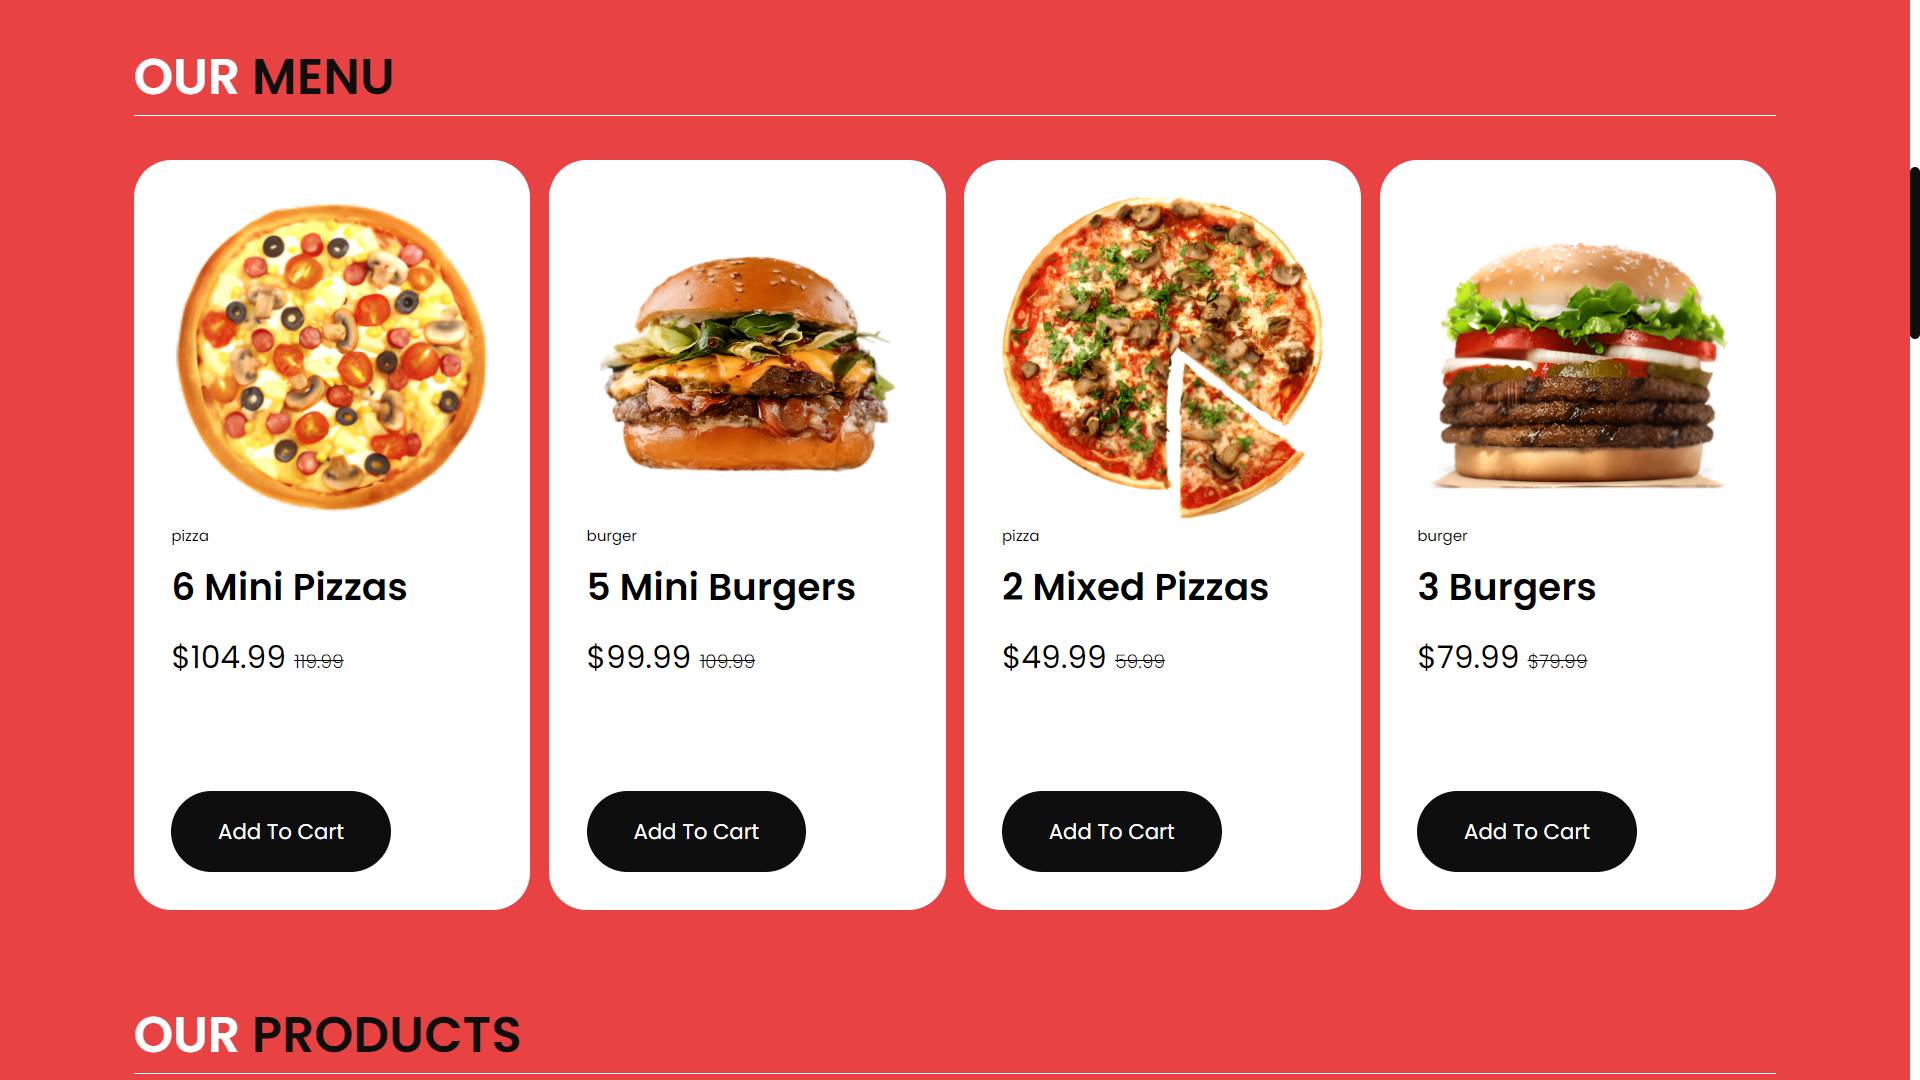 OUR MENU
pizza
6 Mini Pizzas
$104.99 119.99
Add To Cart
burger
5 Mini Burgers
$99.99 109.99
Add To Cart
pizza
2 Mixed Pizzas
$49.99 59.99
Add To Cart
burger
3 Burgers
$79.99 $79.99
Add To Cart
OUR PRODUCTS